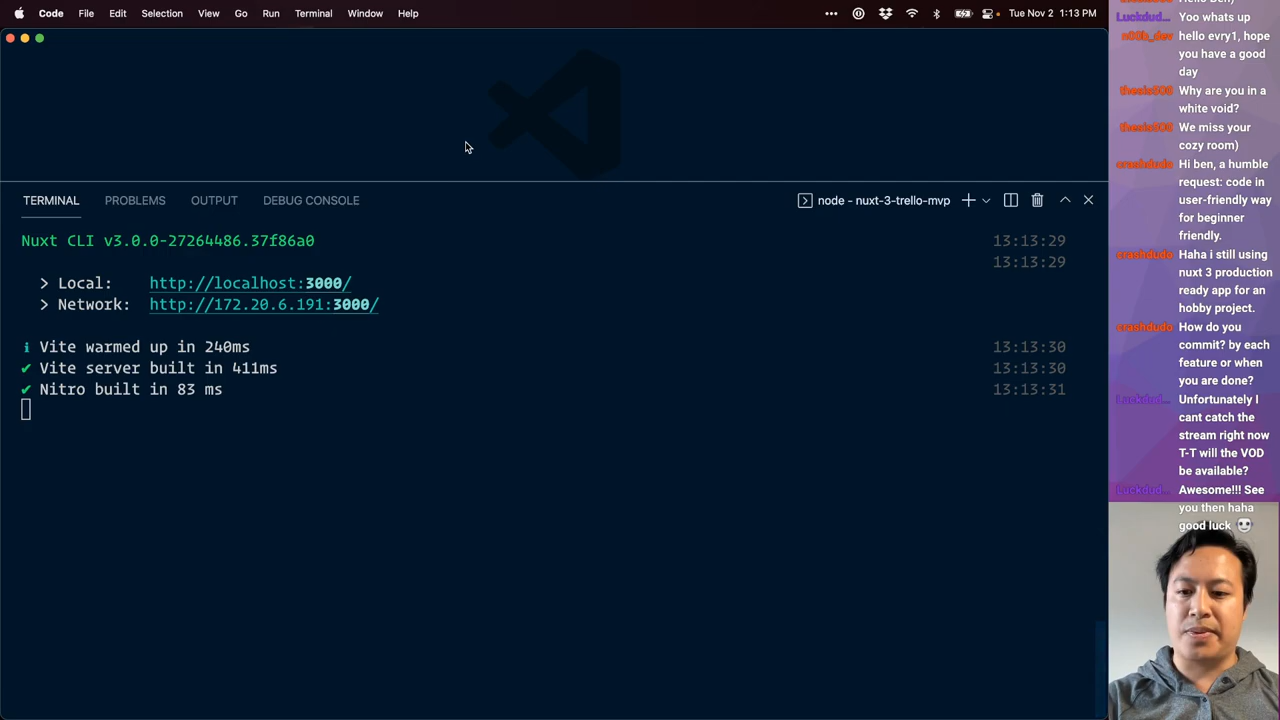 Code File Edit Selection View Go Run Terminal Window Help
Tue Nov 2 1:13 PM
TERMINAL PROBLEMS OUTPUT DEBUG CONSOLE
node - nuxt-3-trello-mvp
Nuxt CLI v3.0.0-27264486.37f86a0 13:13:29
13:13:29
> Local: http://localhost:3000/
> Network: http://172.20.6.191:3000/
ℹ Vite warmed up in 240ms 13:13:30
✔ Vite server built in 411ms 13:13:30
✔ Nitro built in 83 ms 13:13:31
Luckdud... Yoo whats up
n00b_dev hello evry1, hope
you have a good
day
Why are you in a
white void?
We miss your
cozy room)
crashdudo Hi ben, a humble
request: code in
user-friendly way
for beginner
friendly.
crashdudo Haha i still using
nuxt 3 production
ready app for an
hobby project.
crashdudo How do you
commit? by each
feature or when
you are done?
Luckdud... Unfortunately I
cant catch the
stream right now
T-T will the VOD
be available?
Luckdud... Awesome!!! See
you then haha
good luck